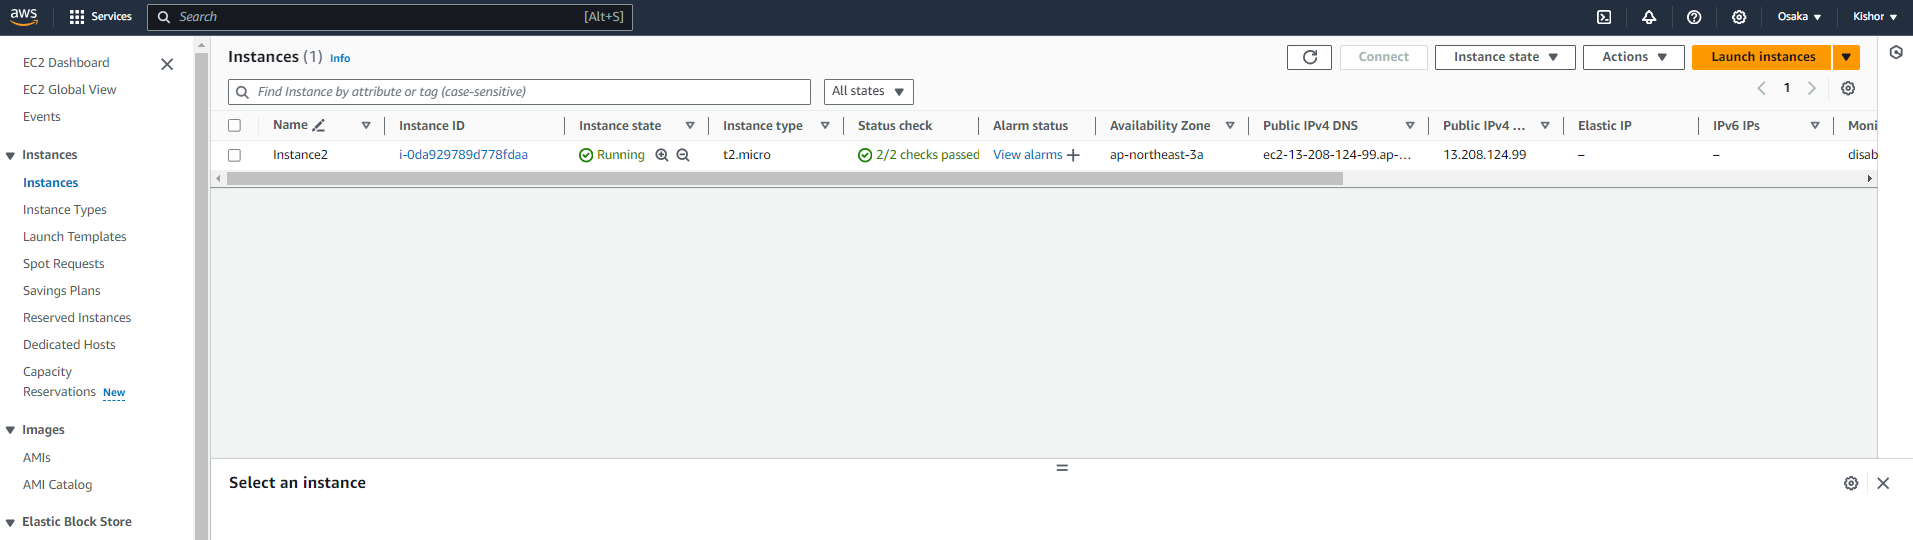 aws Services Search [Alt+S] Osaka Kishor
EC2 Dashboard
EC2 Global View
Events
Instances
Instances
Instance Types
Launch Templates
Spot Requests
Savings Plans
Reserved Instances
Dedicated Hosts
Capacity
Reservations New
Images
AMIs
AMI Catalog
Elastic Block Store
Instances (1) Info Connect Instance state Actions Launch instances
Find Instance by attribute or tag (case-sensitive) All states 1
Name Instance ID Instance state Instance type Status check Alarm status Availability Zone Public IPv4 DNS Public IPv4 ... Elastic IP IPv6 IPs Moni
Instance2 i-0da929789d778fdaa Running t2.micro 2/2 checks passed View alarms + ap-northeast-3a ec2-13-208-124-99.ap-... 13.208.124.99 – – disab
Select an instance